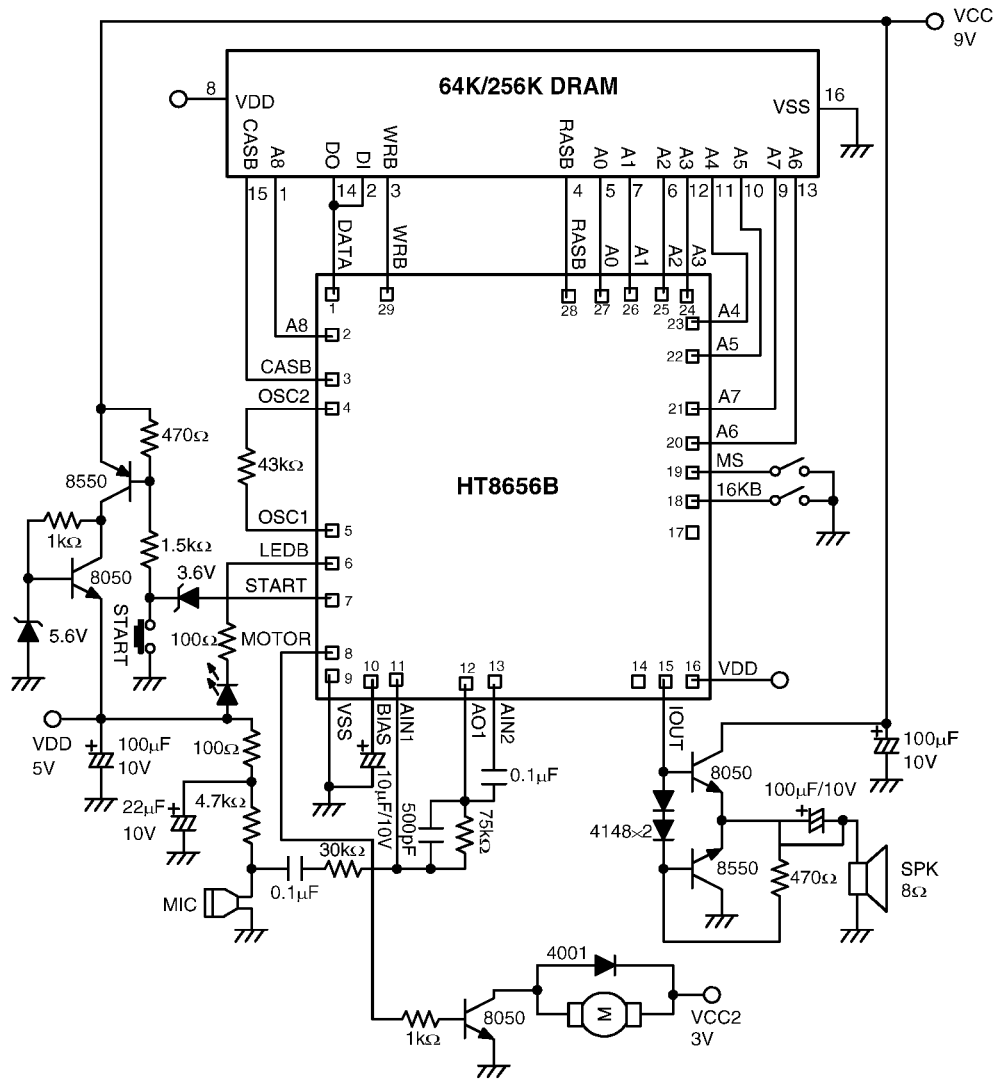 VCC
9V
64K/256K DRAM
8
VDD
VSS
16
CASB
A8
DO
DI
WRB
RASB
A0
A1
A2
A3
A4
A5
A7
A6
15
1
14
2
3
4
5
7
6
12
11
10
9
13
DATA
WRB
RASB
A0
A1
A2
A3
1
29
28
27
26
25
24
A8
2
23
A4
CASB
3
22
A5
OSC2
4
21
A7
470Ω
20
A6
8550
43kΩ
HT8656B
19
MS
18
16KB
1kΩ
OSC1
5
17
1.5kΩ
LEDB
6
8050
3.6V
START
7
5.6V
START
100Ω
MOTOR
8
9
10
11
12
13
14
15
16
VDD
VSS
BIAS
AIN1
AO1
AIN2
IOUT
VDD
5V
100µF
10V
100Ω
22µF
10V
4.7kΩ
10µF/10V
500pF
75kΩ
0.1µF
8050
100µF
10V
100µF/10V
4148×2
8550
470Ω
SPK
8Ω
MIC
0.1µF
30kΩ
4001
M
8050
1kΩ
VCC2
3V